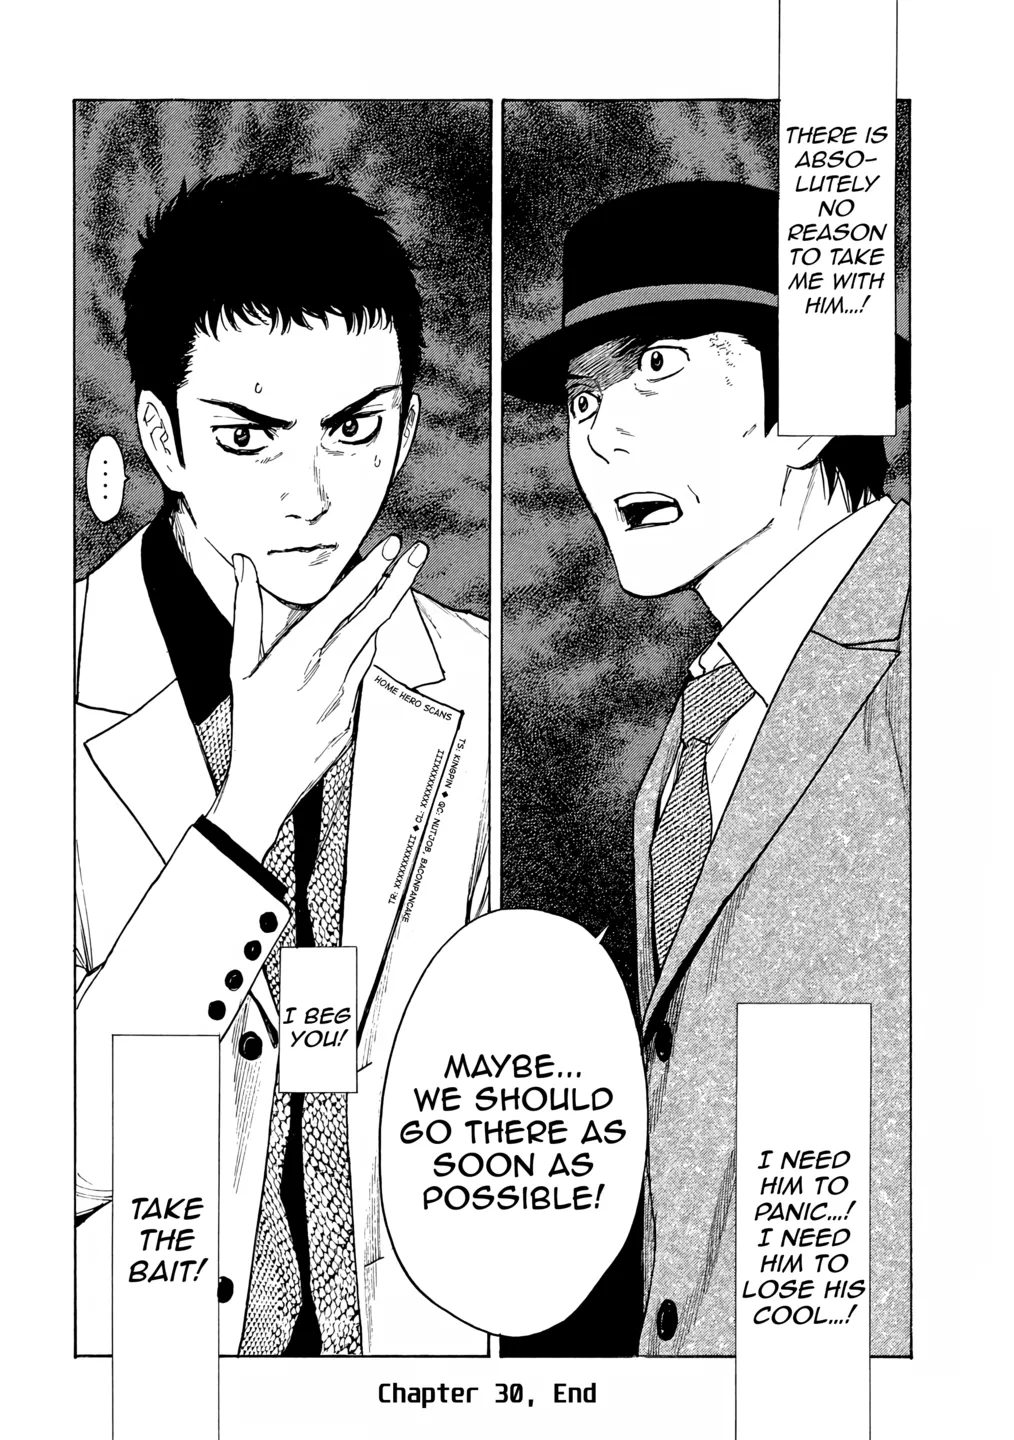 THERE IS
ABSO-
LUTELY
NO
REASON
TO TAKE
ME WITH
HIM...!
MAYBE...
WE SHOULD
GO THERE AS
SOON AS
POSSIBLE!
I NEED
HIM TO
PANIC...!
I NEED
HIM TO
LOSE HIS
COOL...!
....
I BEG
YOU!
TAKE
THE
BAIT!
HOME HERO SCANS
TS: KINGPIN ◆ QC: NUTJOB, BACONPANCAKE
Chapter 30, End